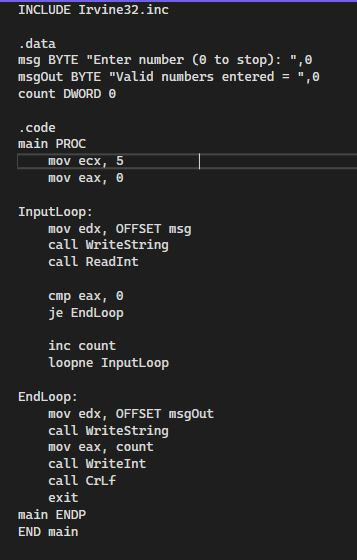 INCLUDE Irvine32.inc
.data
msg BYTE "Enter number (0 to stop): ",0
msgOut BYTE "Valid numbers entered = ",0
count DWORD 0
.code
main PROC
mov ecx, 5
mov eax, 0
InputLoop:
mov edx, OFFSET msg
call WriteString
call ReadInt
cmp eax, 0
je EndLoop
inc count
loopne InputLoop
EndLoop:
mov edx, OFFSET msgOut
call WriteString
mov eax, count
call WriteInt
call CrLf
exit
main ENDP
END main